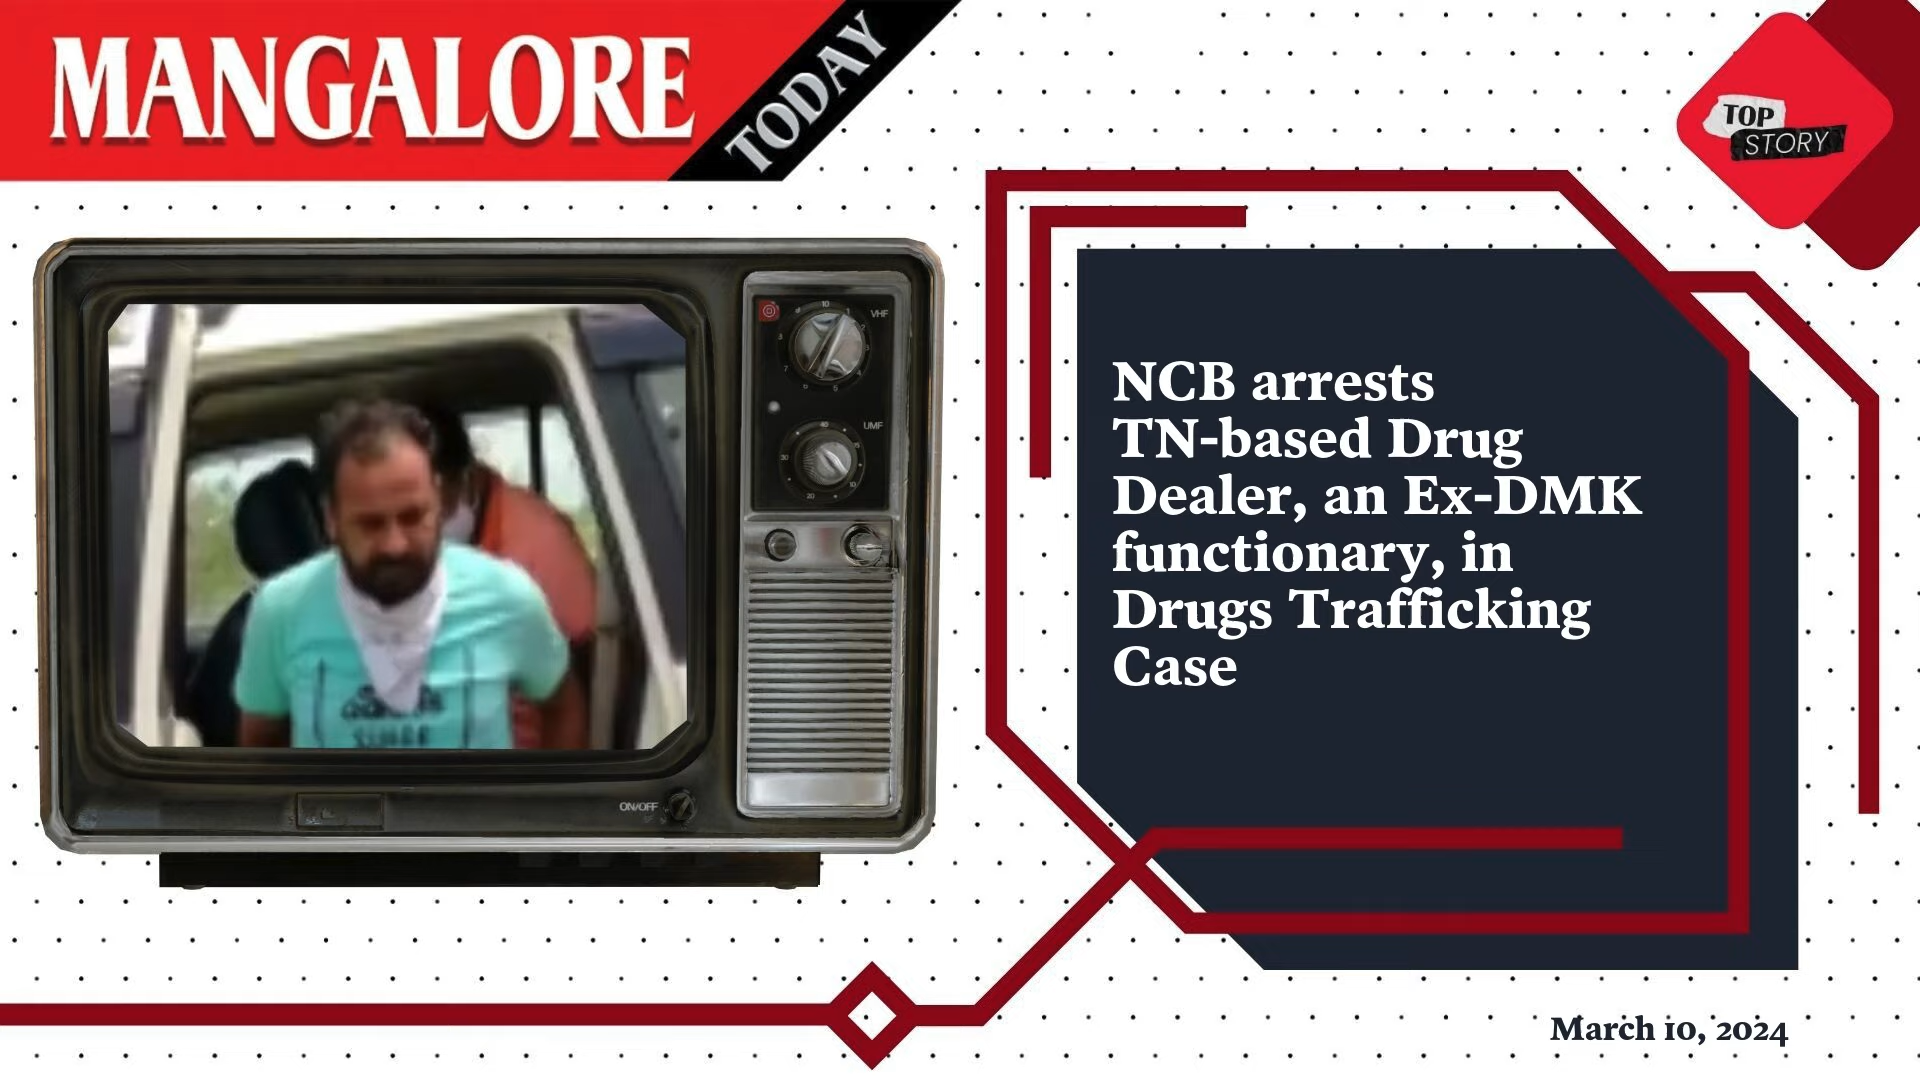 MANGALORE
TODAY
TOP
STORY
VHF
UMF
ON/OFF
NCB arrests
TN-based Drug
Dealer, an Ex-DMK
functionary, in
Drugs Trafficking
Case
March 10, 2024